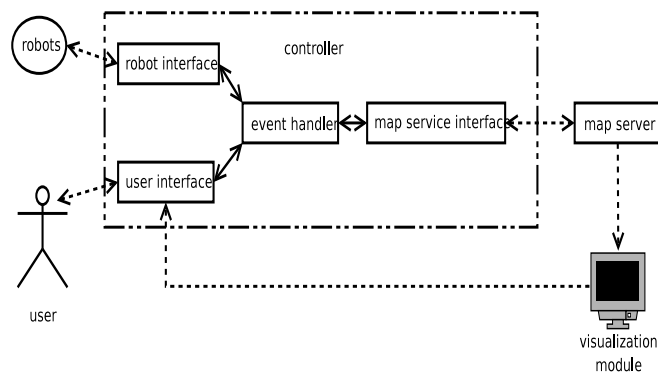 robots
controller
robot interface
event handler
map service interface
map server
user interface
user
visualization
module